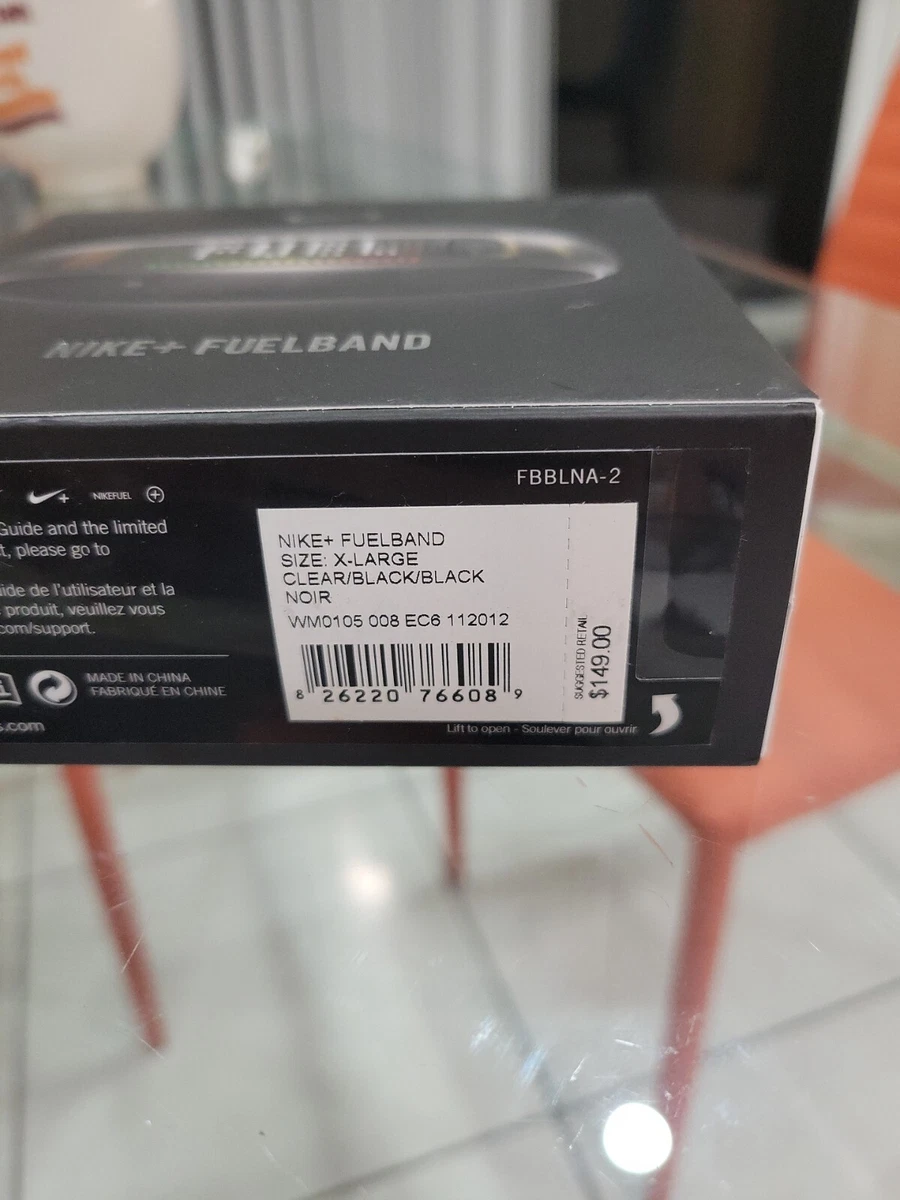 NIKE+ FUELBAND
FBBLNA-2
NIKEFUEL
Guide and the limited
please go to
de l'utilisateur et la
produit, veuillez vous
com/support.
MADE IN CHINA
FABRIQUÉ EN CHINE
.com
NIKE+ FUELBAND
SIZE: X-LARGE
CLEAR/BLACK/BLACK
NOIR
WM0105 008 EC6 112012
8 26220 76608 9
SUGGESTED RETAIL
$149.00
Lift to open - Soulever pour ouvrir